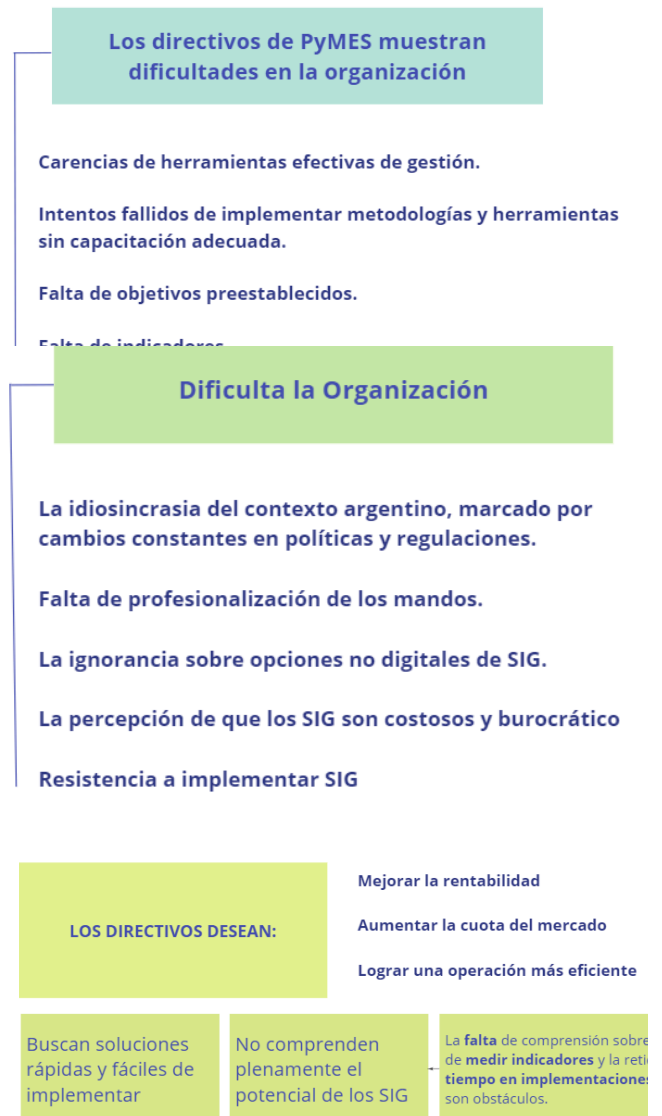 Los directivos de PyMES muestran
dificultades en la organización
Carencias de herramientas efectivas de gestión.
Intentos fallidos de implementar metodologías y herramientas
sin capacitación adecuada.
Falta de objetivos preestablecidos.
Falta de indicadores
Dificulta la Organización
La idiosincrasia del contexto argentino, marcado por
cambios constantes en políticas y regulaciones.
Falta de profesionalización de los mandos.
La ignorancia sobre opciones no digitales de SIG.
La percepción de que los SIG son costosos y burocrático
Resistencia a implementar SIG
LOS DIRECTIVOS DESEAN:
Mejorar la rentabilidad
Aumentar la cuota del mercado
Lograr una operación más eficiente
Buscan soluciones
rápidas y fáciles de
implementar
No comprenden
plenamente el
potencial de los SIG
La falta de comprensión sobre
de medir indicadores y la
tiempo en implementaciones
son obstáculos.